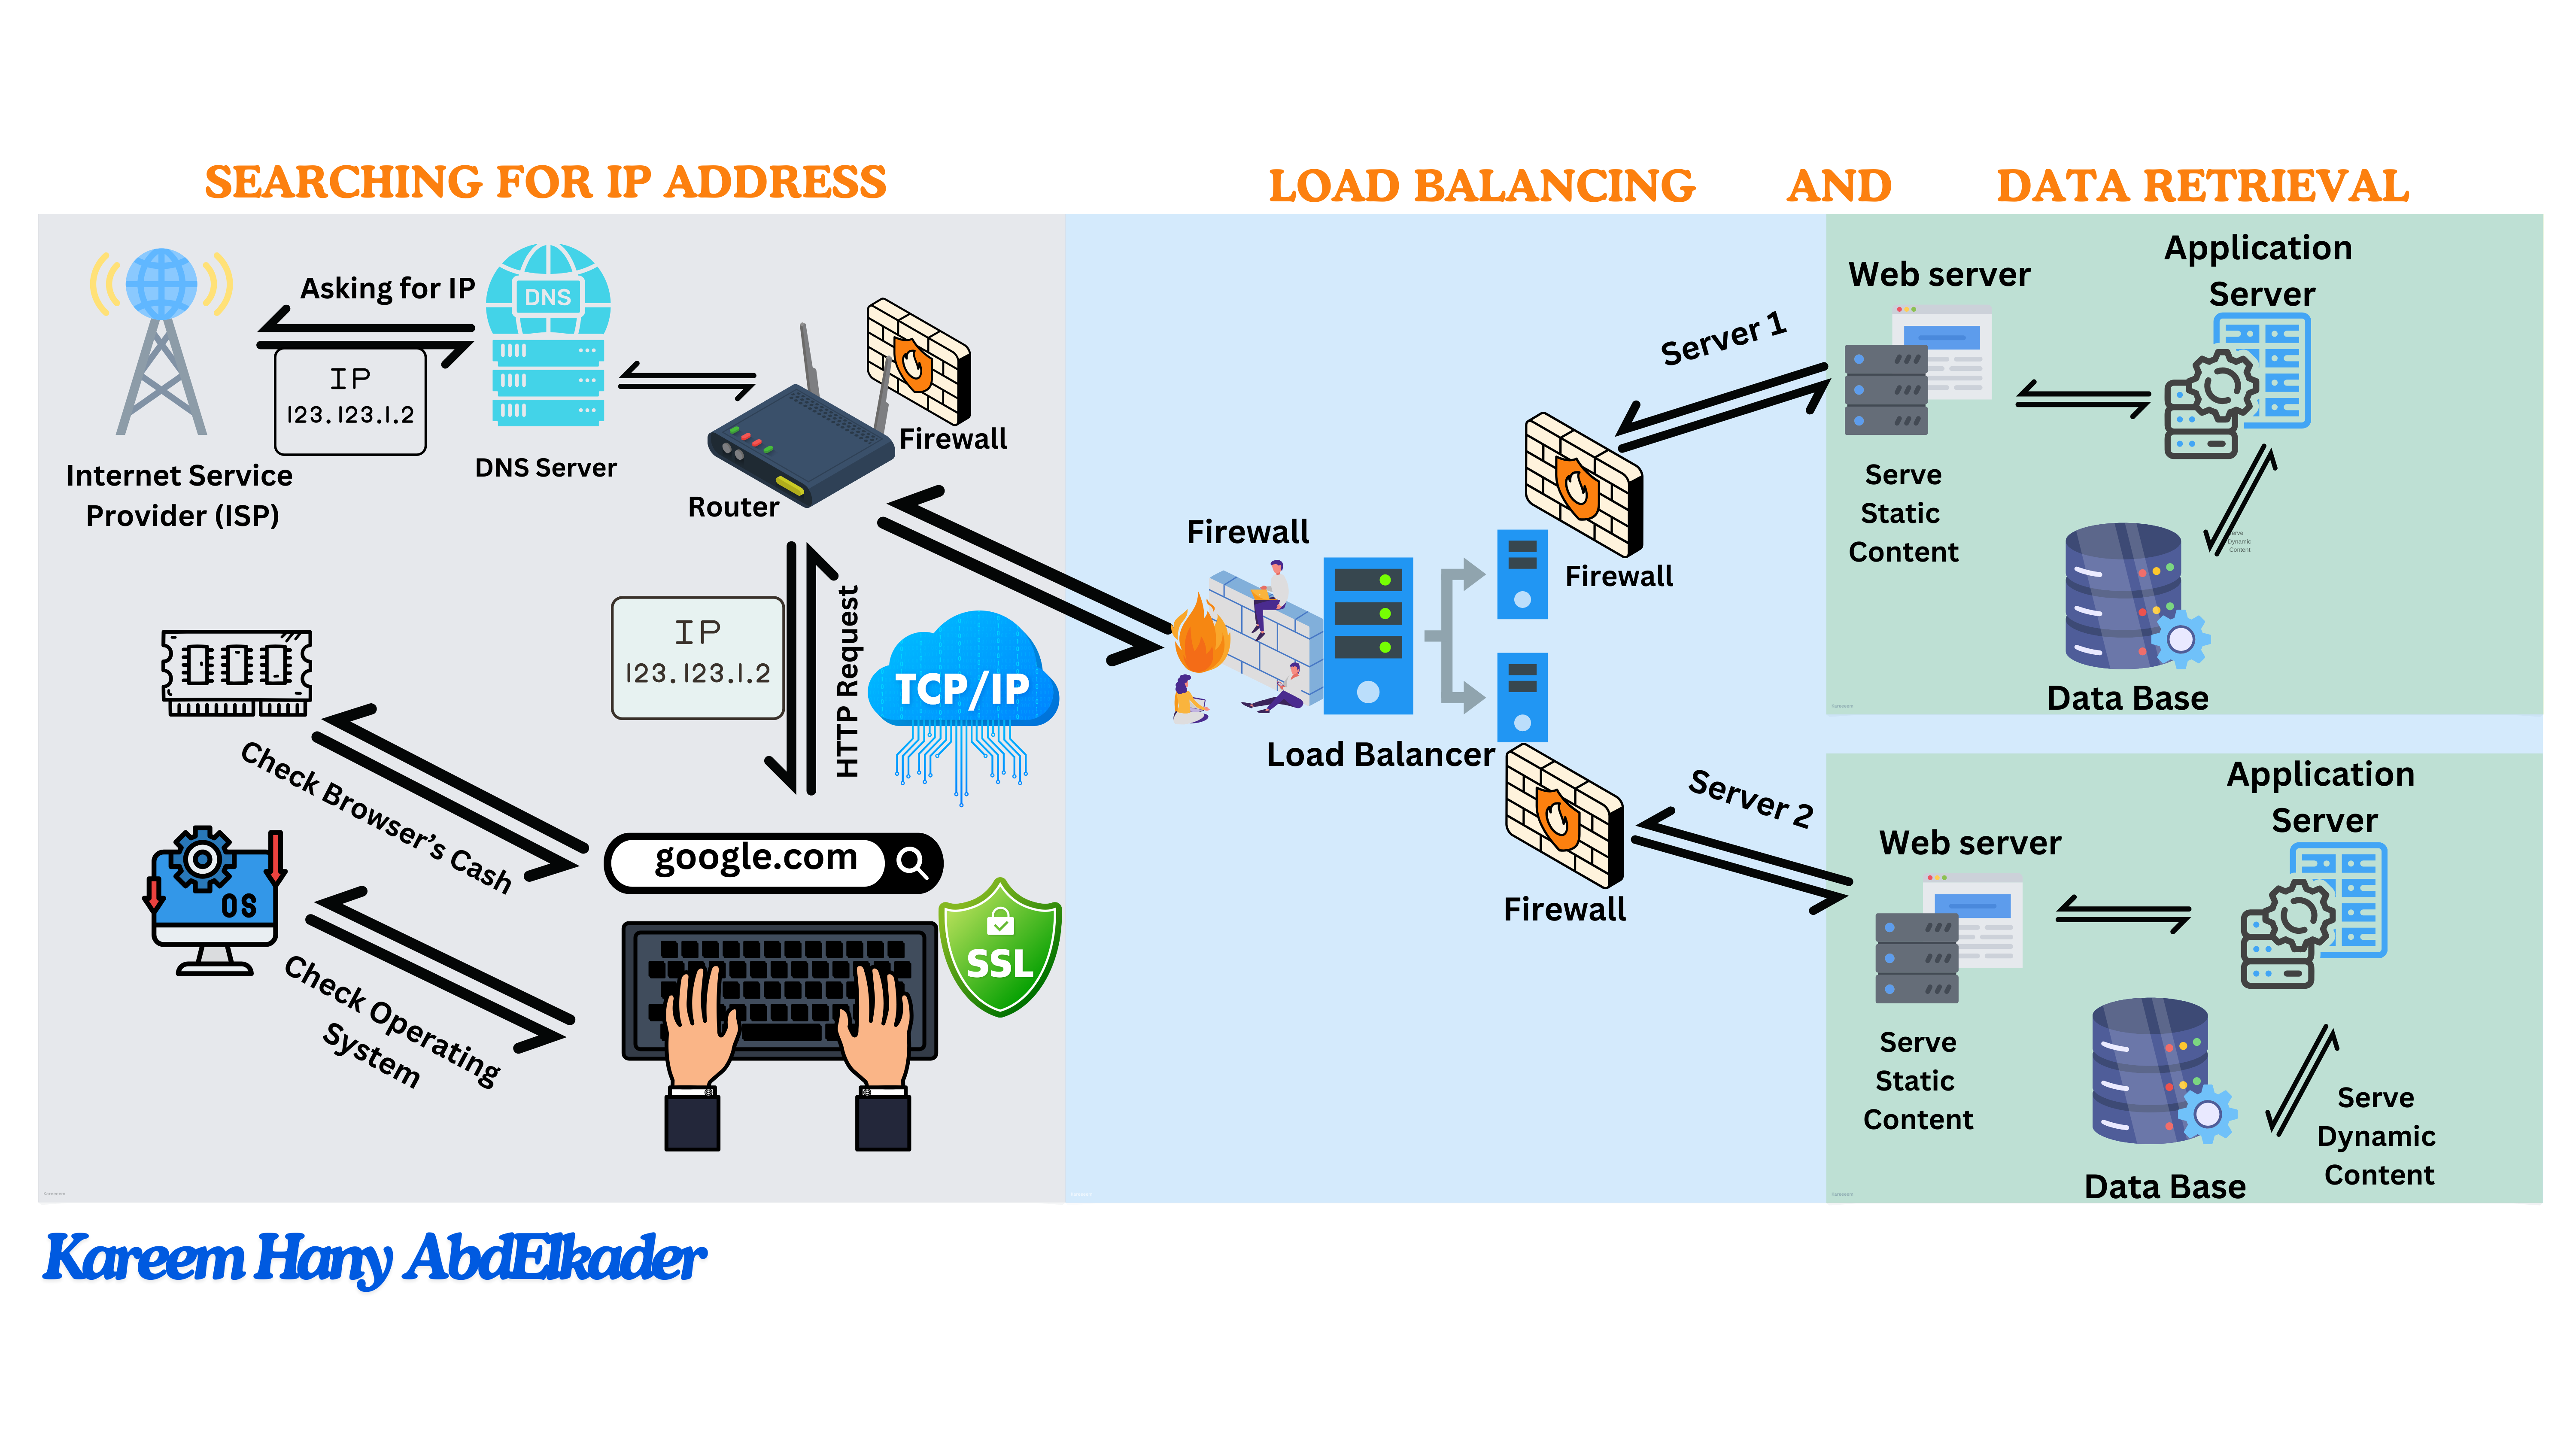 SEARCHING FOR IP ADDRESS
LOAD BALANCING AND DATA RETRIEVAL
Asking for IP
DNS
IP
123.123.1.2
Internet Service
Provider (ISP)
DNS Server
Firewall
Router
IP
123.123.1.2
HTTP Request
TCP/IP
Check Browser's Cash
google.com
OS
SSL
Check Operating
System
Firewall
Load Balancer
Firewall
Firewall
Server 1
Server 2
Web server
Application
Server
Serve
Static
Content
Serve
Dynamic
Content
Data Base
Application
Server
Web server
Serve
Static
Content
Serve
Dynamic
Content
Data Base
Kareem Hany AbdElkader